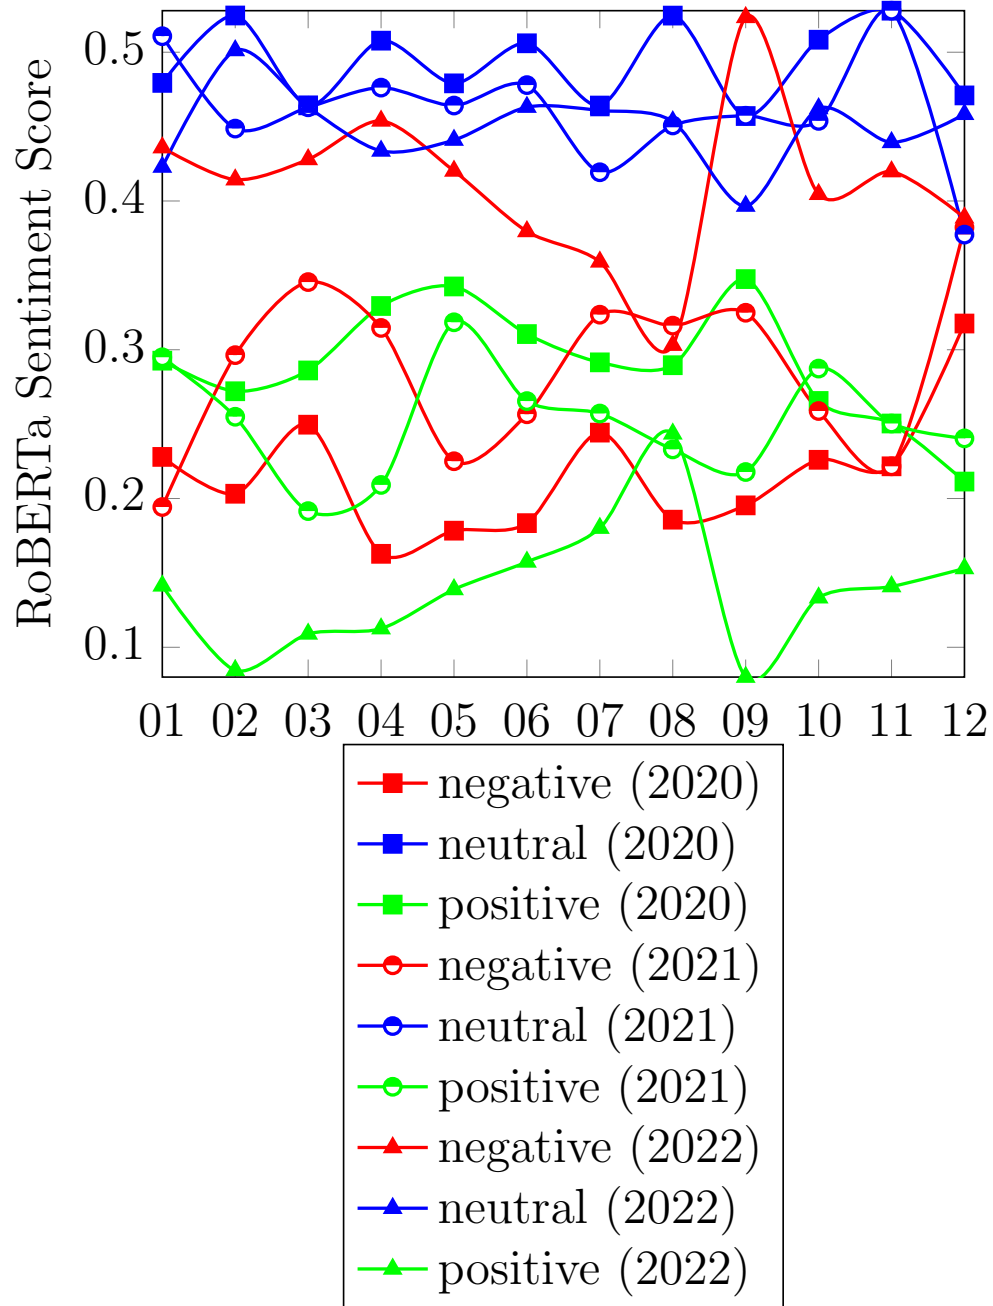 RoBERTa Sentiment Score
0.5
0.4
0.3
0.2
0.1
01 02 03 04 05 06 07 08 09 10 11 12
negative (2020)
neutral (2020)
positive (2020)
negative (2021)
neutral (2021)
positive (2021)
negative (2022)
neutral (2022)
positive (2022)